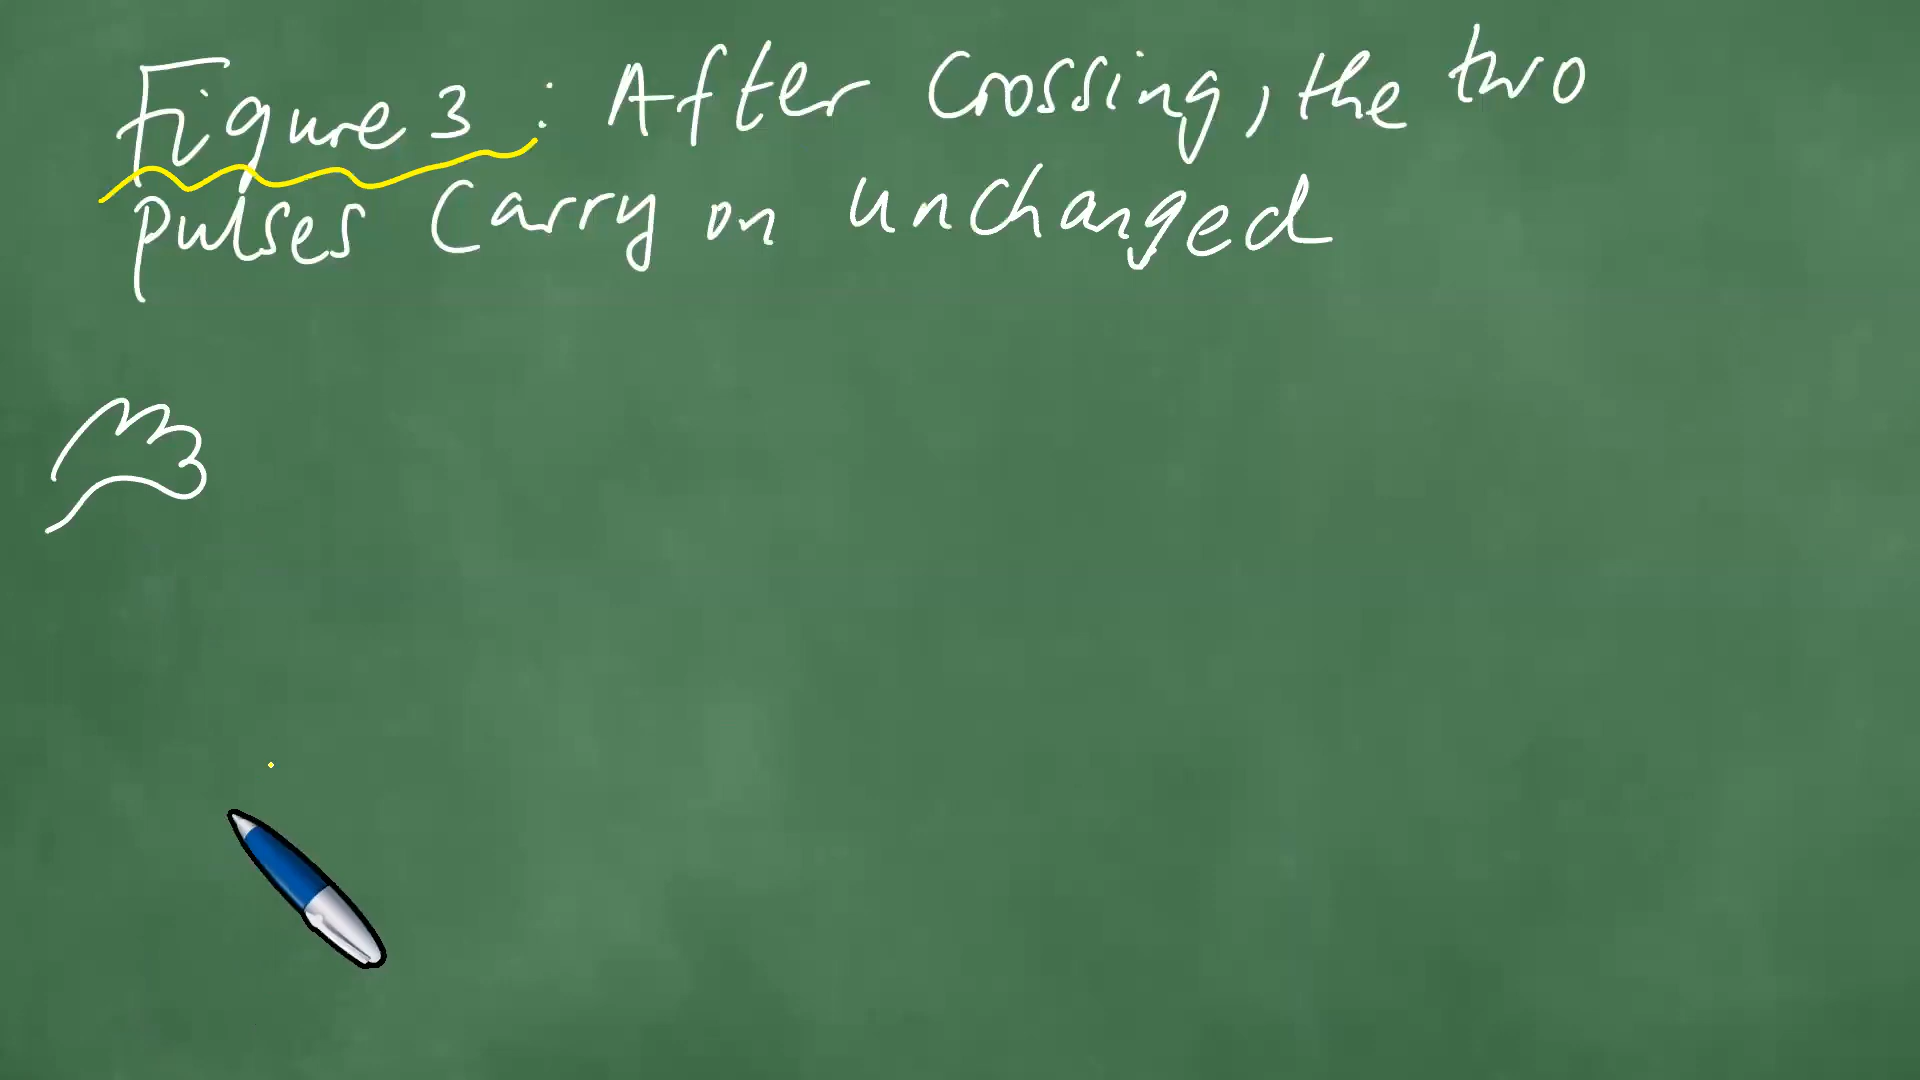 Figure 3 : After Crossing, the two
pulses Carry on unchanged